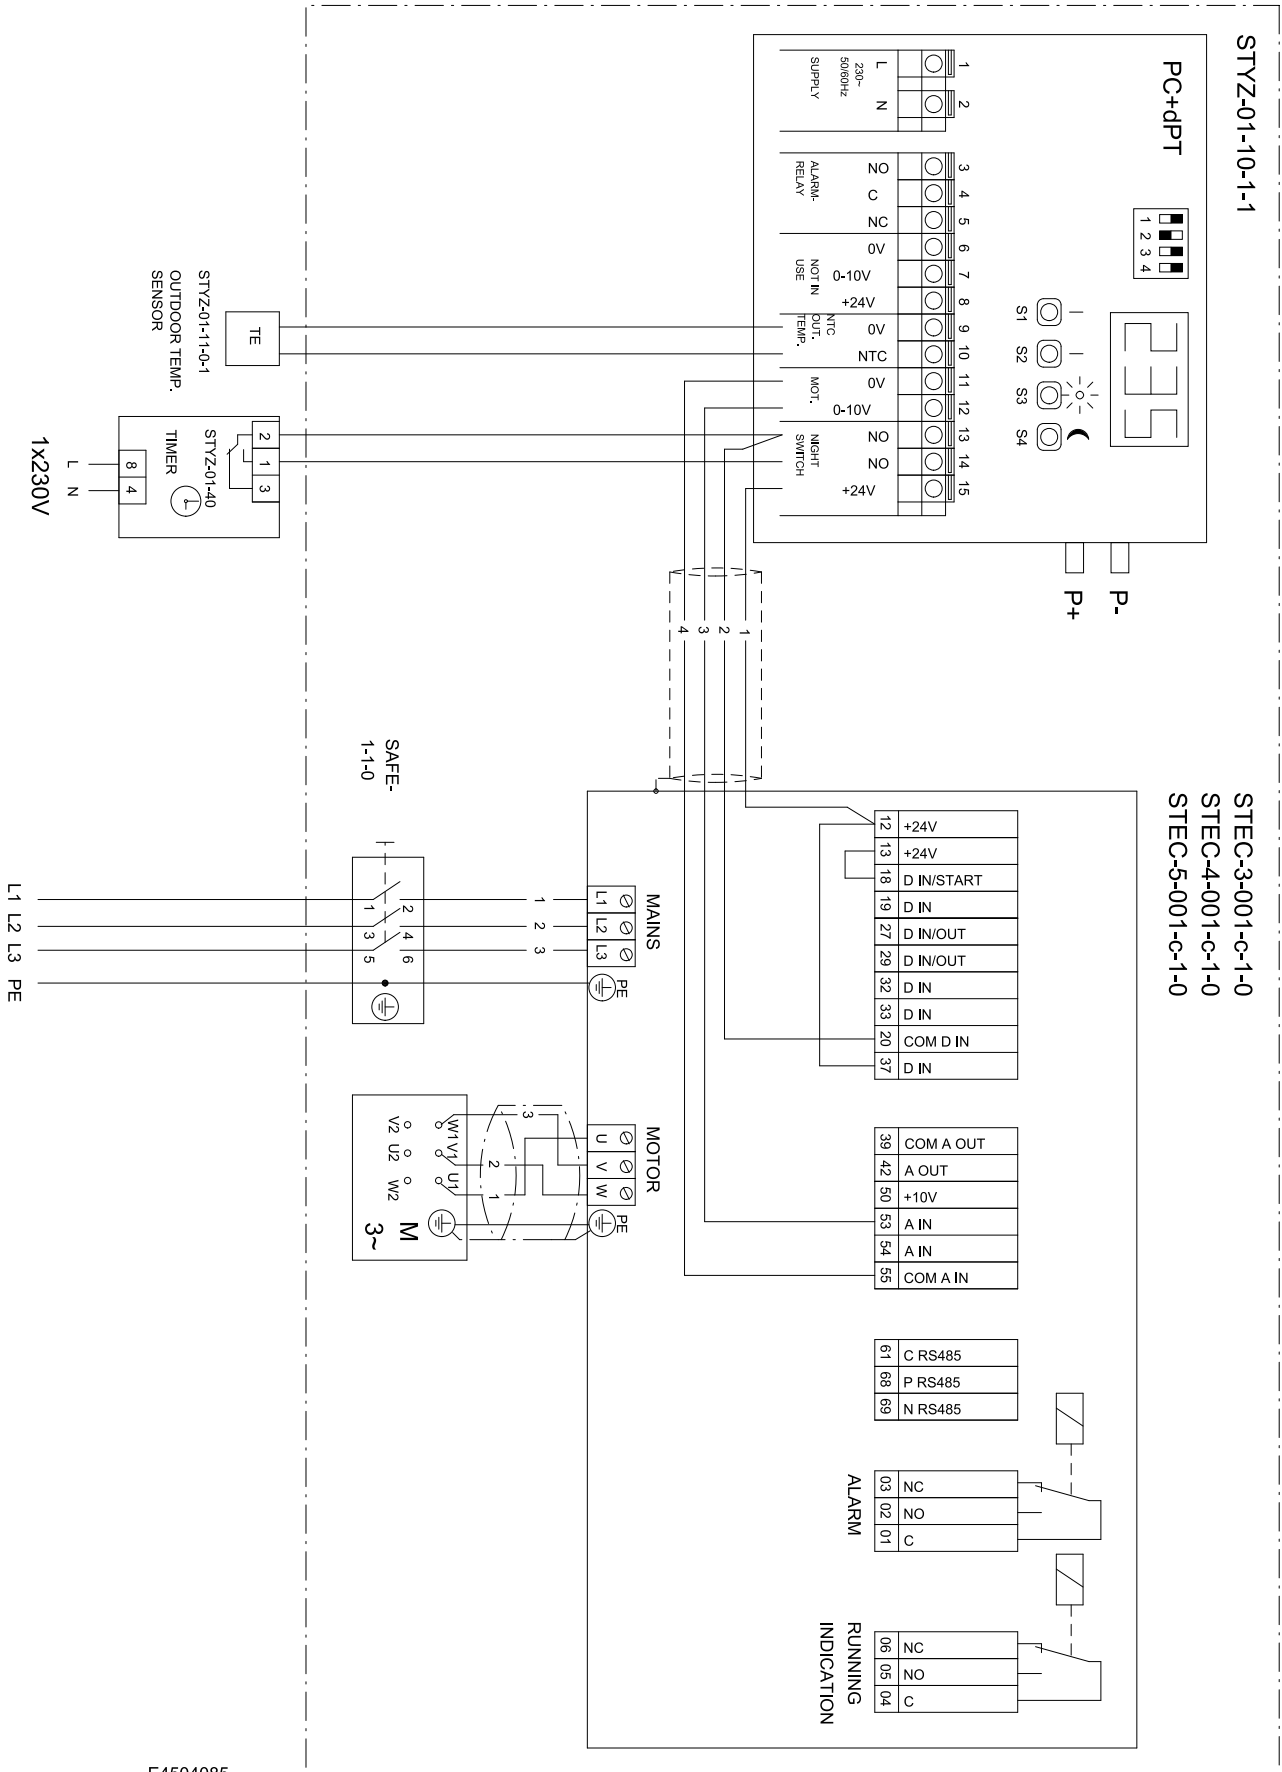 STYZ-01-10-1-1
PC+dPT
1 2 3 4
235
S1 S2 S3 S4
P-
P+
1 2
L N
230~
50/60Hz
SUPPLY
3 4 5 6 7 8 9 10 11 12 13 14 15
NO
C
NC
0V
0-10V
+24V
0V
NTC
0V
0-10V
NO
NO
+24V
ALARM-
RELAY
NOT IN
USE
NTC
OUT.
TEMP.
MOT.
NIGHT
SWITCH
TE
STYZ-01-11-0-1
OUTDOOR TEMP.
SENSOR
2 1 3
STYZ-01-40
TIMER
8 4
L N
1x230V
1
2
3
4
STEC-3-001-c-1-0
STEC-4-001-c-1-0
STEC-5-001-c-1-0
12 +24V
13 +24V
18 D IN/START
19 D IN
27 D IN/OUT
29 D IN/OUT
32 D IN
33 D IN
20 COM D IN
37 D IN
39 COM A OUT
42 A OUT
50 +10V
53 A IN
54 A IN
55 COM A IN
61 C RS485
68 P RS485
69 N RS485
03 NC
02 NO
01 C
ALARM
06 NC
05 NO
04 C
RUNNING
INDICATION
MAINS
L1 L2 L3 PE
1 2 3
SAFE-
1-1-0
2 4 6
1 3 5
L1 L2 L3 PE
MOTOR
U V W PE
3
2
1
W1 V1 U1
V2 U2 W2
M
3~
E4504985